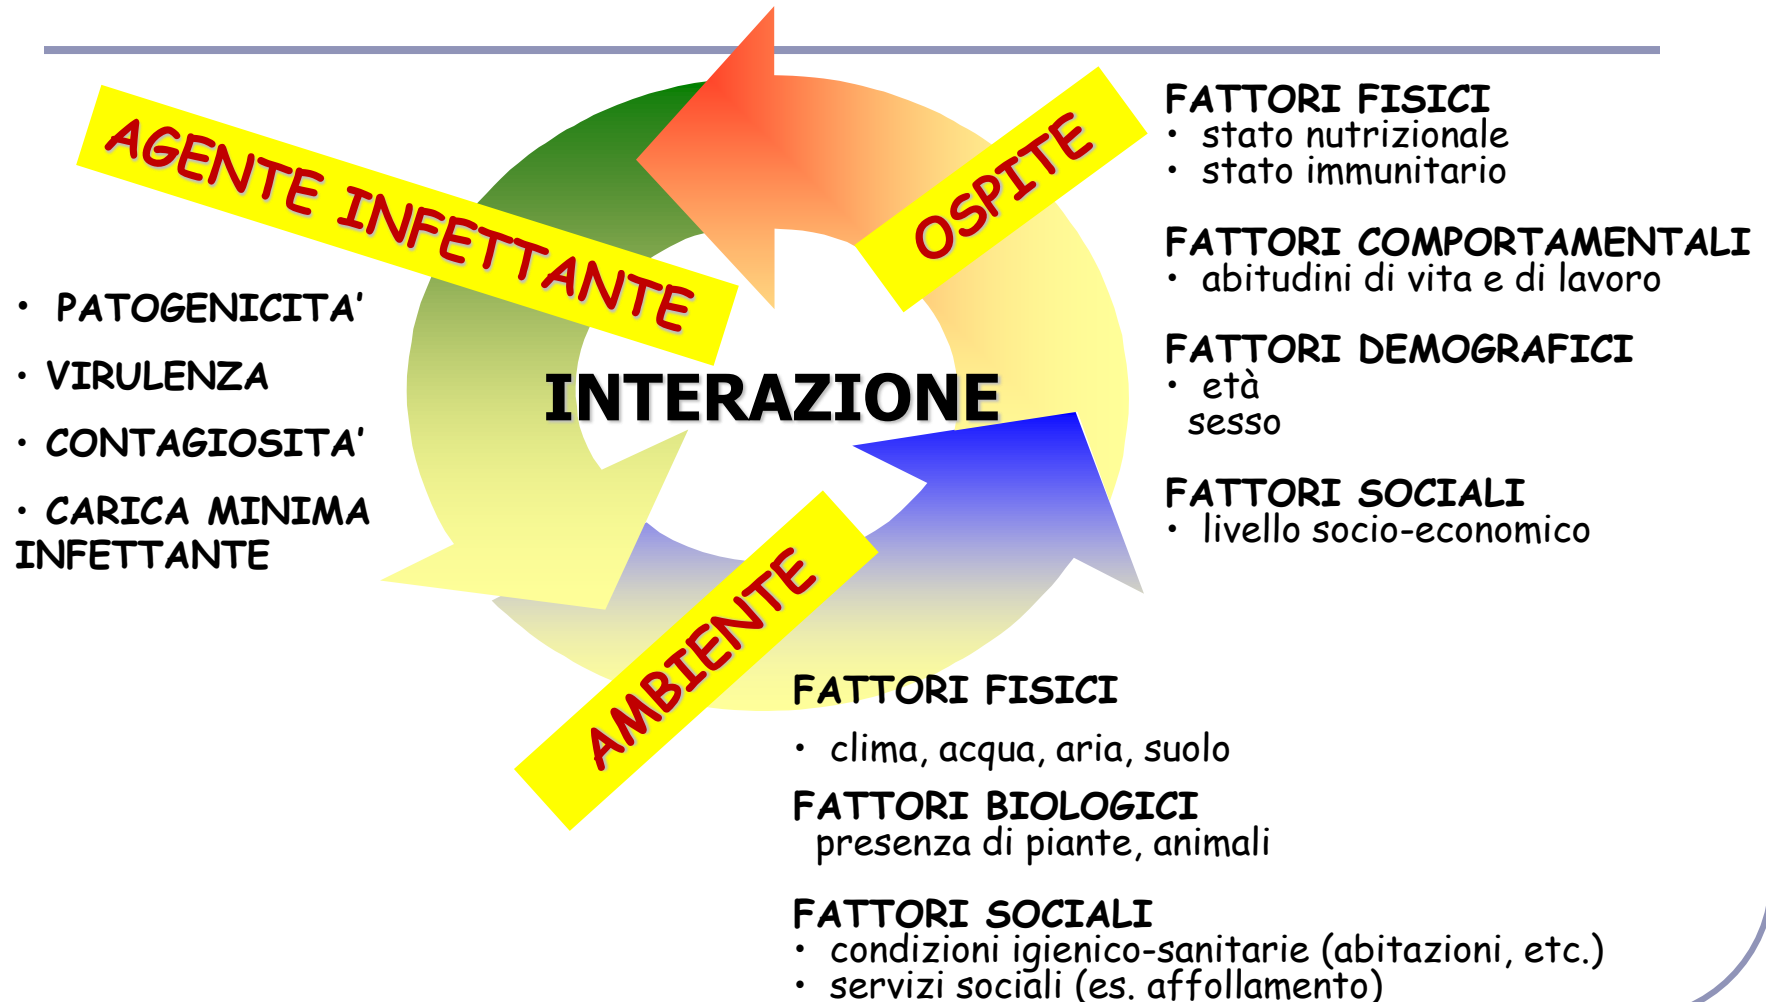 AGENTE INFETTANTE
• PATOGENICITA'
• VIRULENZA
• CONTAGIOSITA'
• CARICA MINIMA
INFETTANTE
INTERAZIONE
OSPITE
FATTORI FISICI
• stato nutrizionale
• stato immunitario
FATTORI COMPORTAMENTALI
• abitudini di vita e di lavoro
FATTORI DEMOGRAFICI
• età
sesso
FATTORI SOCIALI
• livello socio-economico
AMBIENTE
FATTORI FISICI
• clima, acqua, aria, suolo
FATTORI BIOLOGICI
presenza di piante, animali
FATTORI SOCIALI
• condizioni igienico-sanitarie (abitazioni, etc.)
• servizi sociali (es. affollamento)